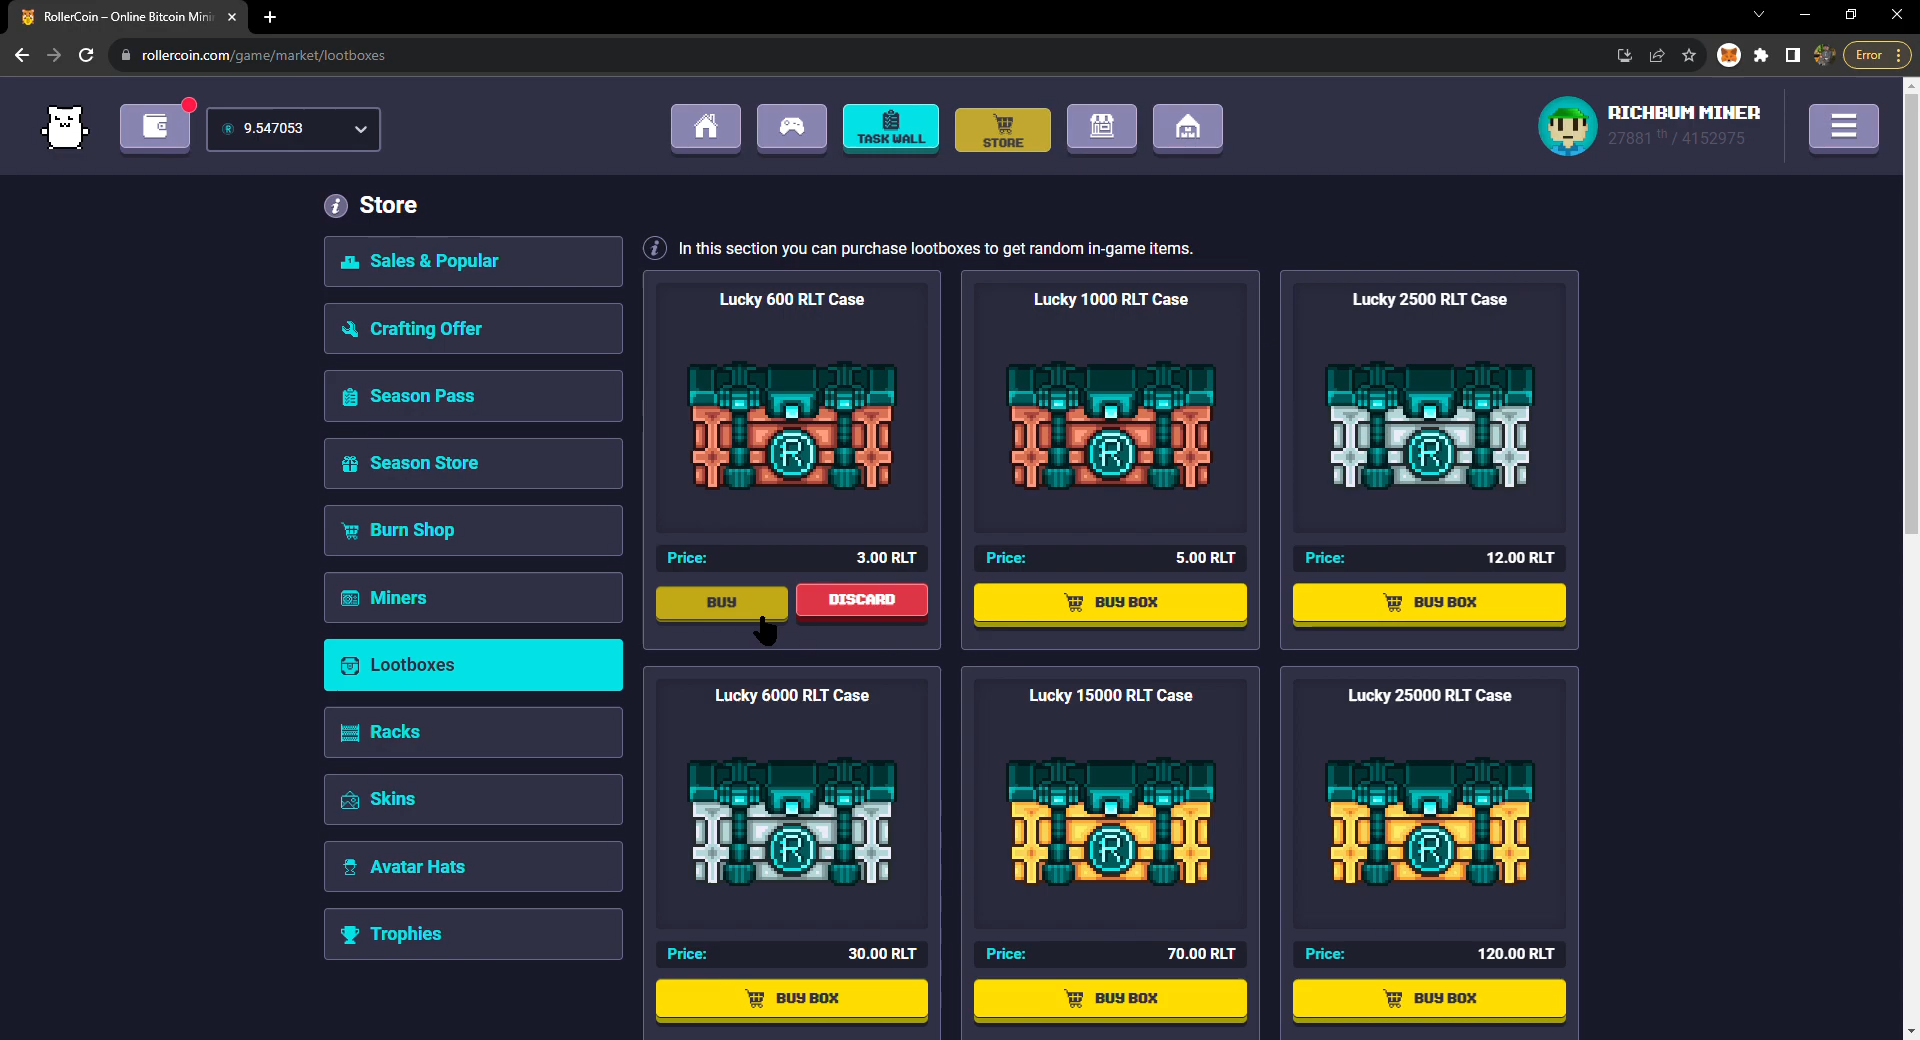 RollerCoin – Online Bitcoin Mini
rollercoin.com/game/market/lootboxes
Error
9.547053
TASK WALL
STORE
RICHBUM MINER
27881 th / 4152975
Store
Sales & Popular
Crafting Offer
Season Pass
Season Store
Burn Shop
Miners
Lootboxes
Racks
Skins
Avatar Hats
Trophies
In this section you can purchase lootboxes to get random in-game items.
Lucky 600 RLT Case
R
Price: 3.00 RLT
BUY DISCARD
Lucky 1000 RLT Case
R
Price: 5.00 RLT
BUY BOX
Lucky 2500 RLT Case
R
Price: 12.00 RLT
BUY BOX
Lucky 6000 RLT Case
R
Price: 30.00 RLT
BUY BOX
Lucky 15000 RLT Case
R
Price: 70.00 RLT
BUY BOX
Lucky 25000 RLT Case
R
Price: 120.00 RLT
BUY BOX